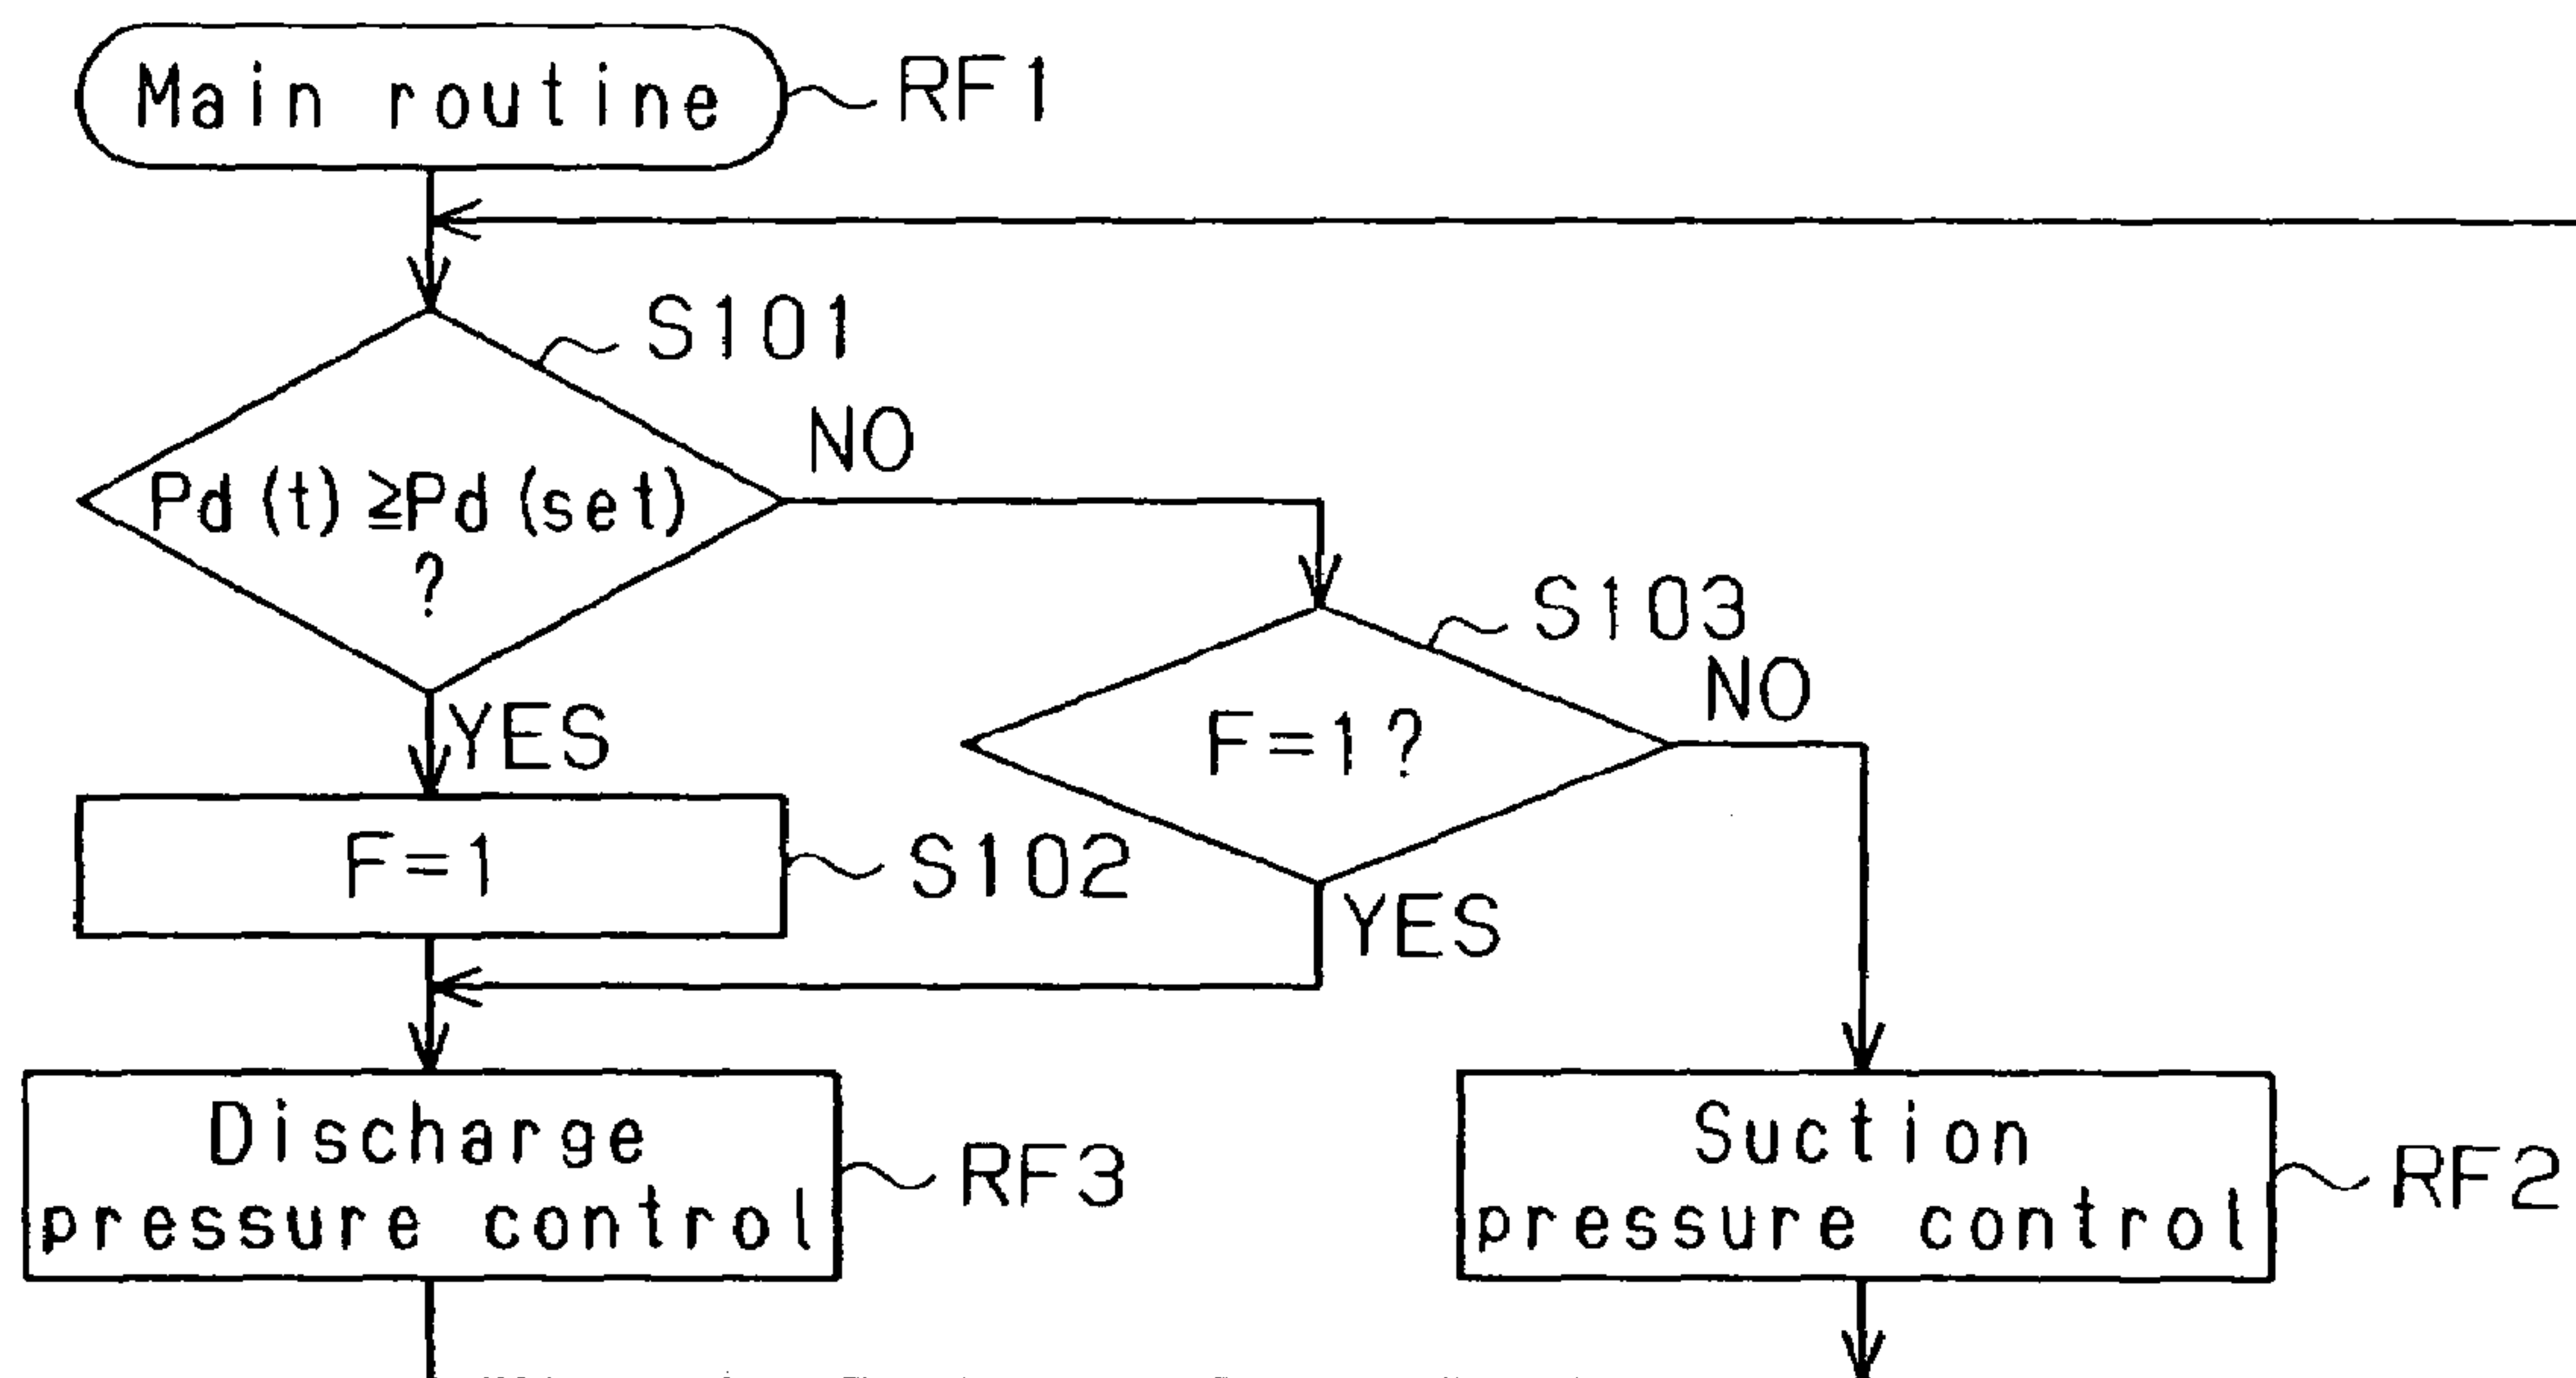 Main routine
RF1
S101
Pd(t)≧Pd(set)
?
NO
YES
S103
F=1?
NO
YES
F=1
S102
Discharge
pressure control
RF3
Suction
pressure control
RF2